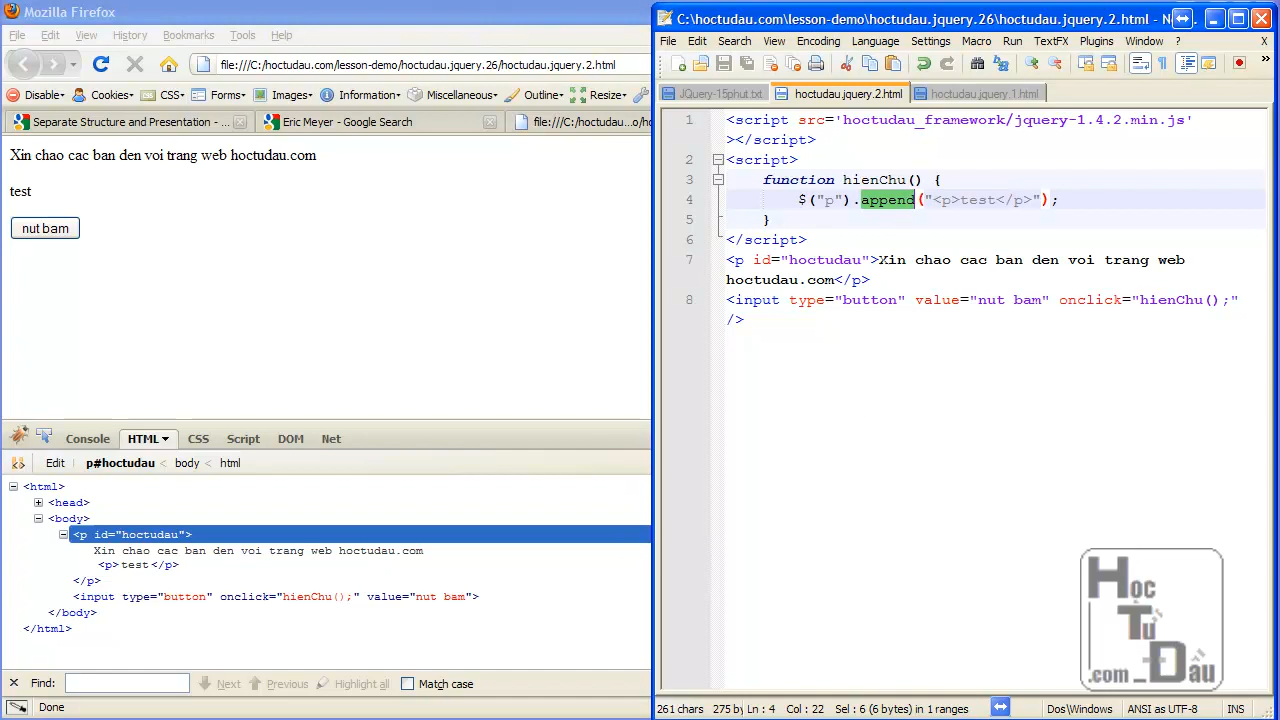 Mozilla Firefox
File Edit View History Bookmarks Tools Help
file:///C:/hoctudau.com/lesson-demo/hoctudau.jquery.26/hoctudau.jquery.2.html
Disable Cookies CSS Forms Images Information Miscellaneous Outline Resize
Separate Structure and Presentation - ... Eric Meyer - Google Search file:///C:/hoctudau...o/ho
Xin chao cac ban den voi trang web hoctudau.com
test
nut bam
Console HTML CSS Script DOM Net
Edit p#hoctudau < body < html
<html>
<head>
<body>
<p id="hoctudau">
Xin chao cac ban den voi trang web hoctudau.com
<p>test</p>
</p>
<input type="button" onclick="hienChu();" value="nut bam">
</body>
</html>
Find: Next Previous Highlight all Match case
Done
C:\hoctudau.com\lesson-demo\hoctudau.jquery.26\hoctudau.jquery.2.html - N
File Edit Search View Encoding Language Settings Macro Run TextFX Plugins Window ? X
JQuery-15phut.txt hoctudau.jquery.2.html hoctudau.jquery.1.html
1 <script src='hoctudau_framework/jquery-1.4.2.min.js'
></script>
2 <script>
3 function hienChu() {
4 $("p").append("<p>test</p>");
5 }
6 </script>
7 <p id="hoctudau">Xin chao cac ban den voi trang web
hoctudau.com</p>
8 <input type="button" value="nut bam" onclick="hienChu();"
/>
Học
Từ
.com_Đầu
261 chars 275 by Ln : 4 Col : 22 Sel : 6 (6 bytes) in 1 ranges Dos\Windows ANSI as UTF-8 INS